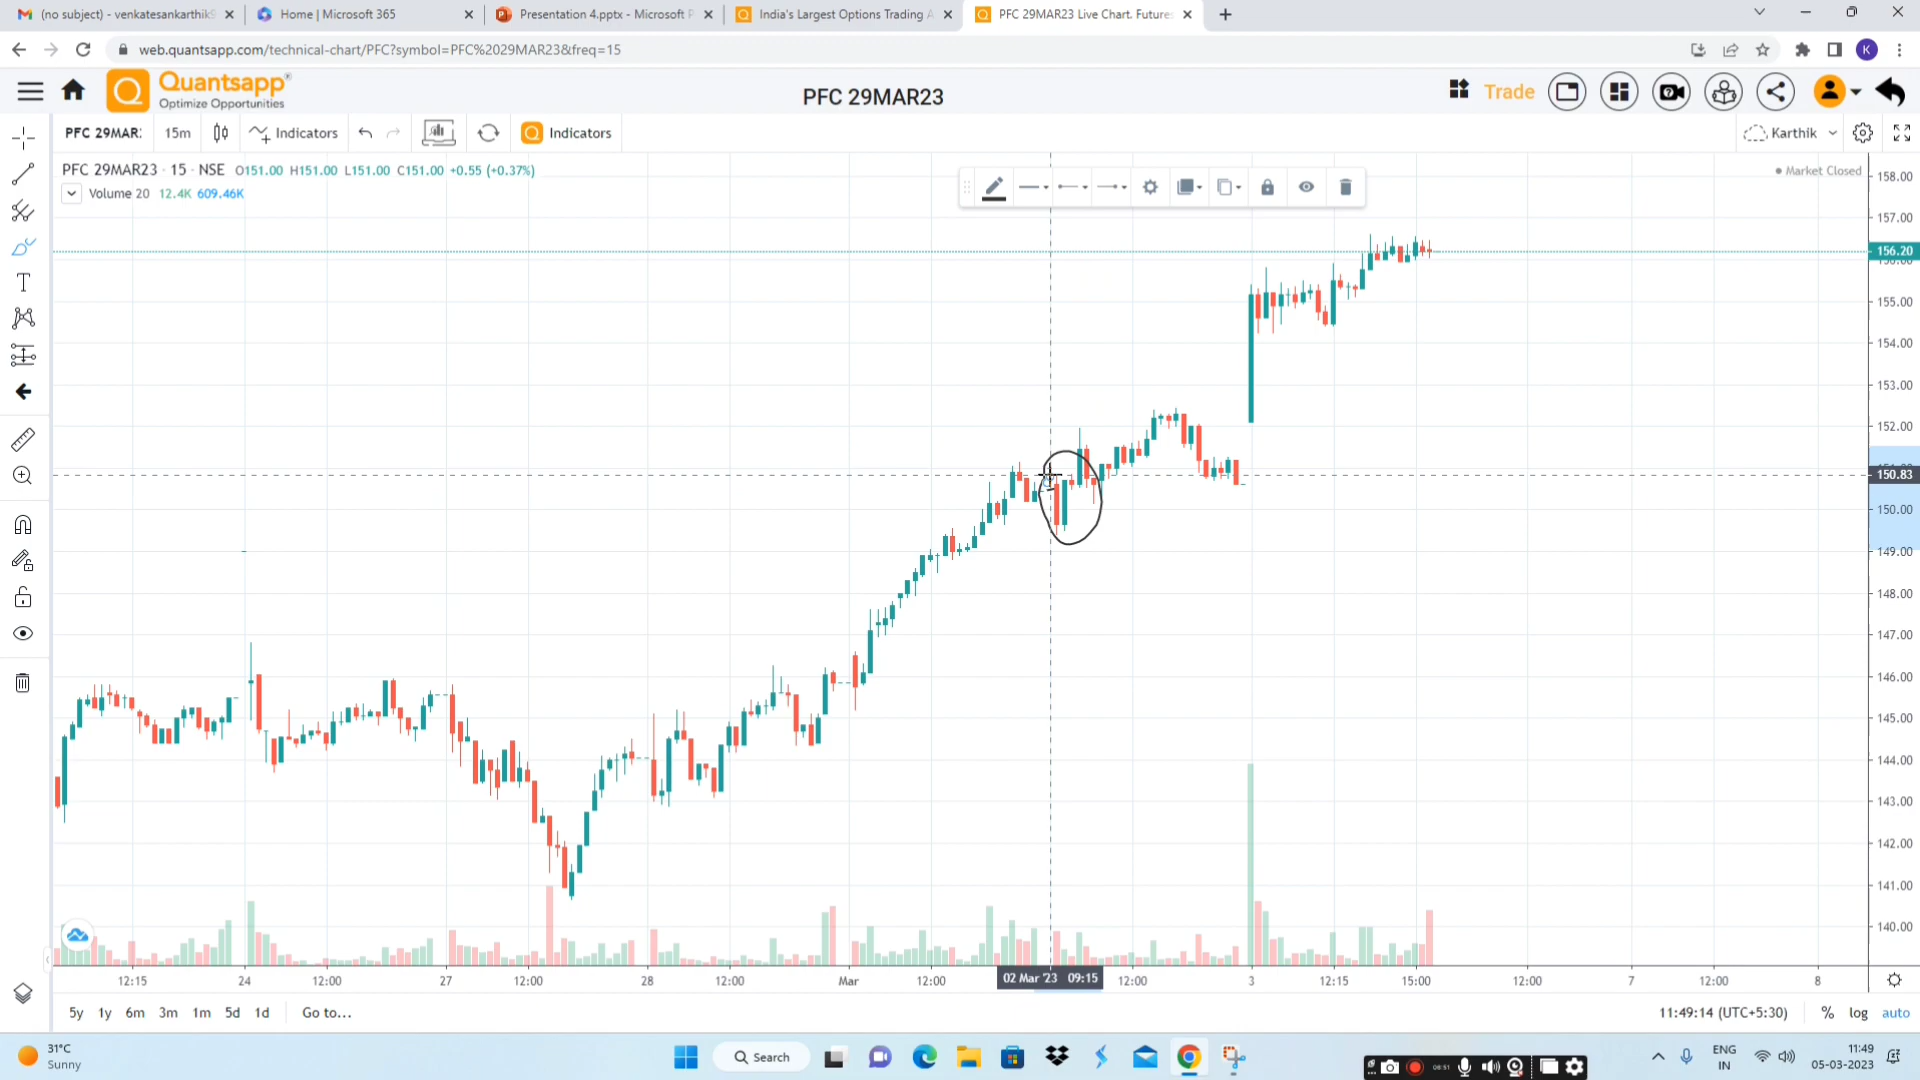 (no subject) - venkatesankarthik9
Home | Microsoft 365
Presentation 4.pptx - Microsoft P
India's Largest Options Trading A
PFC 29MAR23 Live Chart. Futures
web.quantsapp.com/technical-chart/PFC?symbol=PFC%2029MAR23&freq=15
K
Quantsapp®
Optimize Opportunities
PFC 29MAR23
Trade
PFC 29MAR:
15m
Indicators
Indicators
Karthik
PFC 29MAR23 · 15 · NSE O151.00 H151.00 L151.00 C151.00 +0.55 (+0.37%)
Market Closed
Volume 20 12.4K 609.46K
158.00
157.00
156.20
155.00
154.00
153.00
152.00
150.83
150.00
149.00
148.00
147.00
146.00
145.00
144.00
143.00
142.00
141.00
140.00
12:15
24
12:00
27
12:00
28
12:00
Mar
12:00
02 Mar '23 09:15
12:00
3
12:15
15:00
12:00
7
12:00
8
5y 1y 6m 3m 1m 5d 1d Go to...
11:49:14 (UTC+5:30) % log auto
31°C
Sunny
Search
08:51
ENG
IN
11:49
05-03-2023